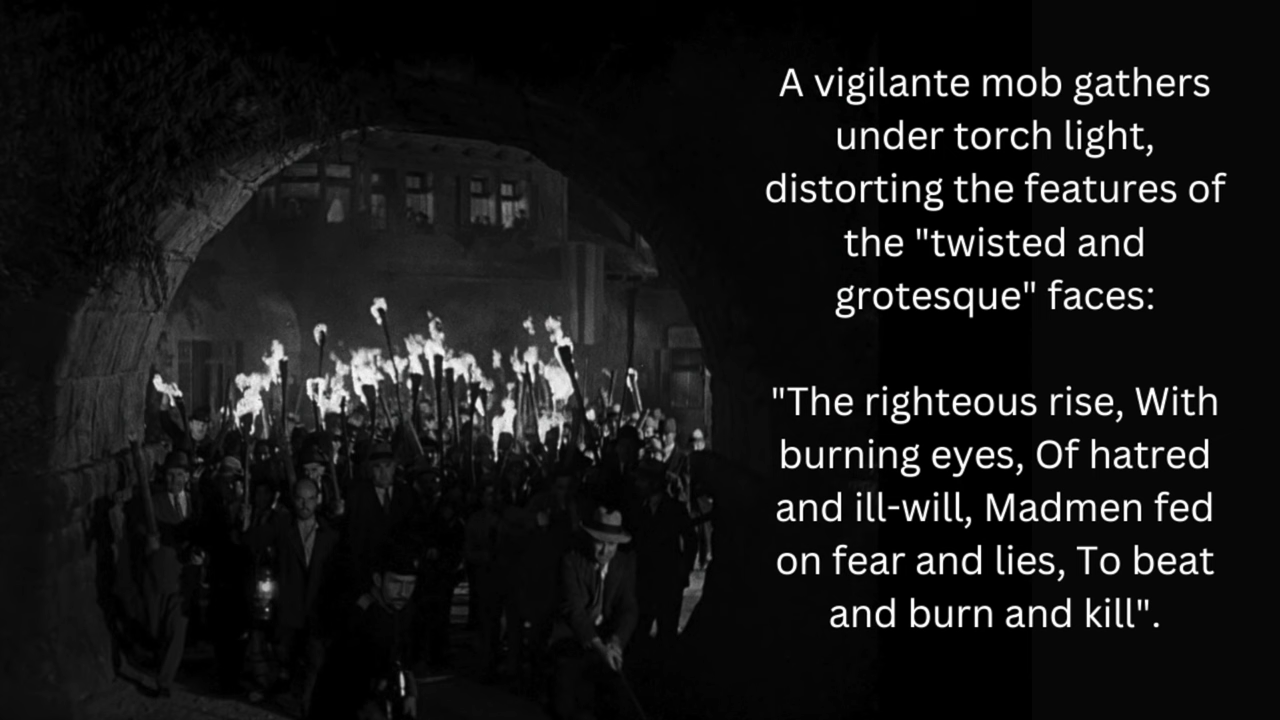 A vigilante mob gathers
under torch light,
distorting the features of
the "twisted and
grotesque" faces:
"The righteous rise, With
burning eyes, Of hatred
and ill-will, Madmen fed
on fear and lies, To beat
and burn and kill".